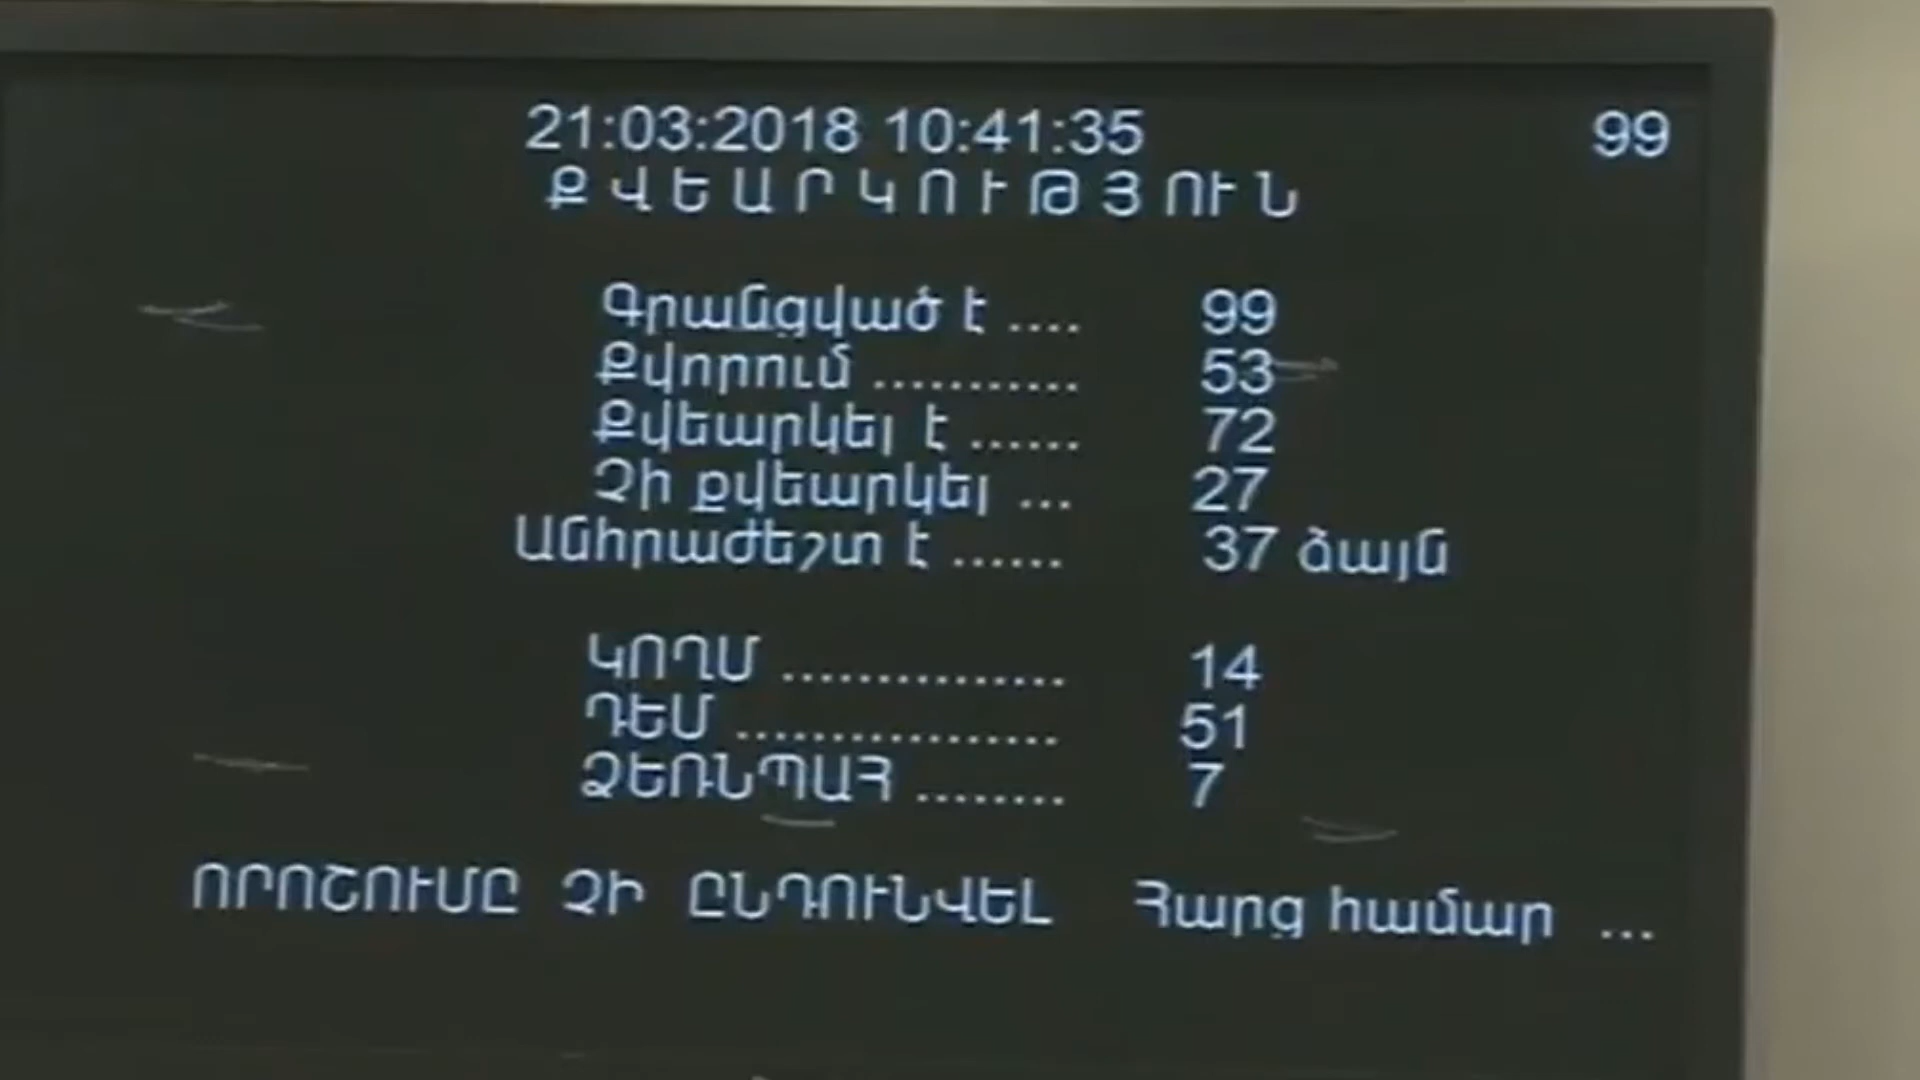 21:03:2018 10:41:35 99
Ք Վ Ե Ա Ր Կ Ո Ւ Թ Յ ՈՒ Ն
Գրանցված է .... 99
Քվորում ........... 53
Քվեարկել է ...... 72
Չի քվեարկել ... 27
Անհրաժեշտ է ...... 37 ձայն
ԿՈՂՄ ............... 14
ԴԵՄ ................. 51
ՁԵՌՆՊԱՀ ........ 7
ՈՐՈՇՈՒՄԸ ՉԻ ԸՆԴՈՒՆՎԵԼ Հարց համար ...